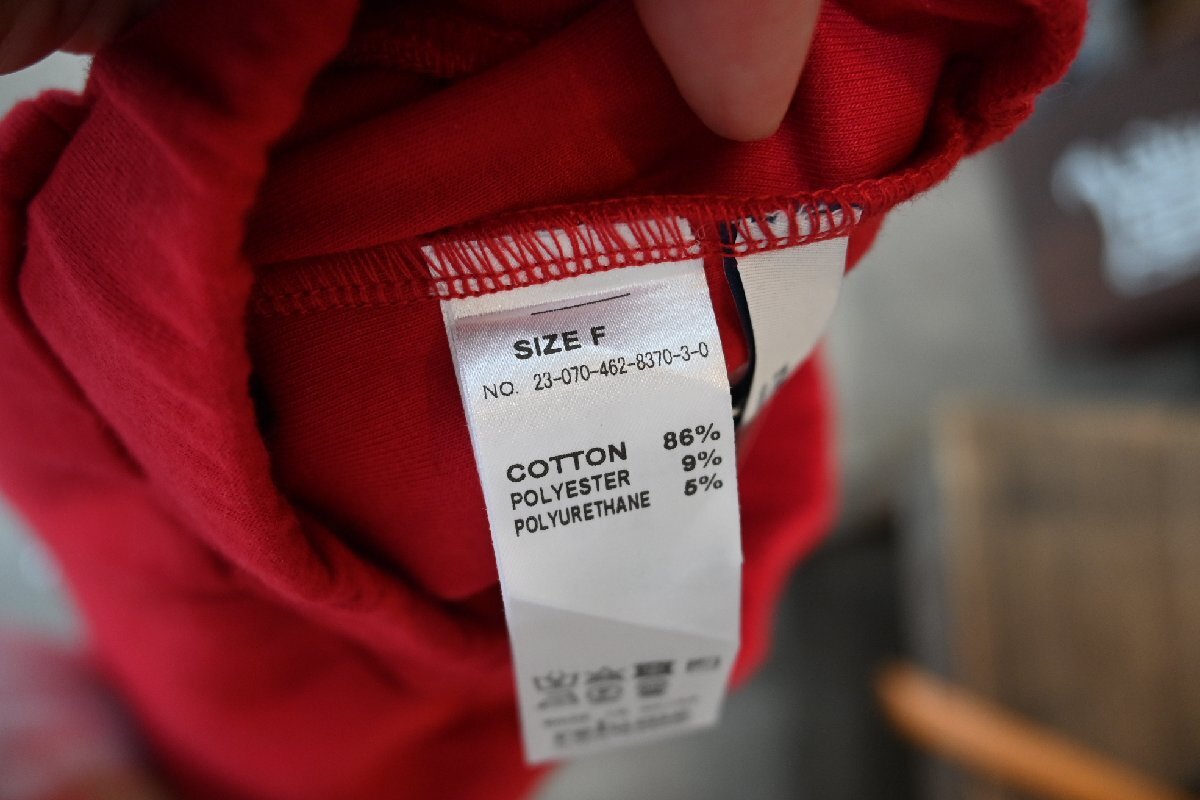 SIZE F
NO. 23-070-462-8370-3-0
COTTON 86%
POLYESTER 9%
POLYURETHANE 5%